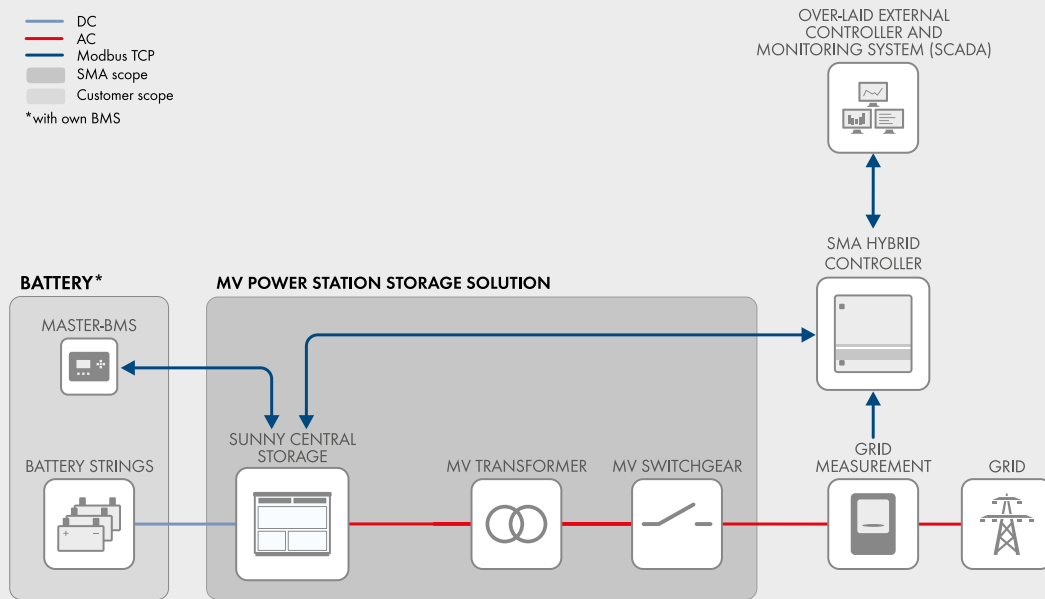 DC
AC
Modbus TCP
SMA scope
Customer scope
*with own BMS
OVER-LAID EXTERNAL
CONTROLLER AND
MONITORING SYSTEM (SCADA)
SMA HYBRID
CONTROLLER
BATTERY*
MV POWER STATION STORAGE SOLUTION
MASTER-BMS
SUNNY CENTRAL
STORAGE
BATTERY STRINGS
MV TRANSFORMER
MV SWITCHGEAR
GRID
MEASUREMENT
GRID